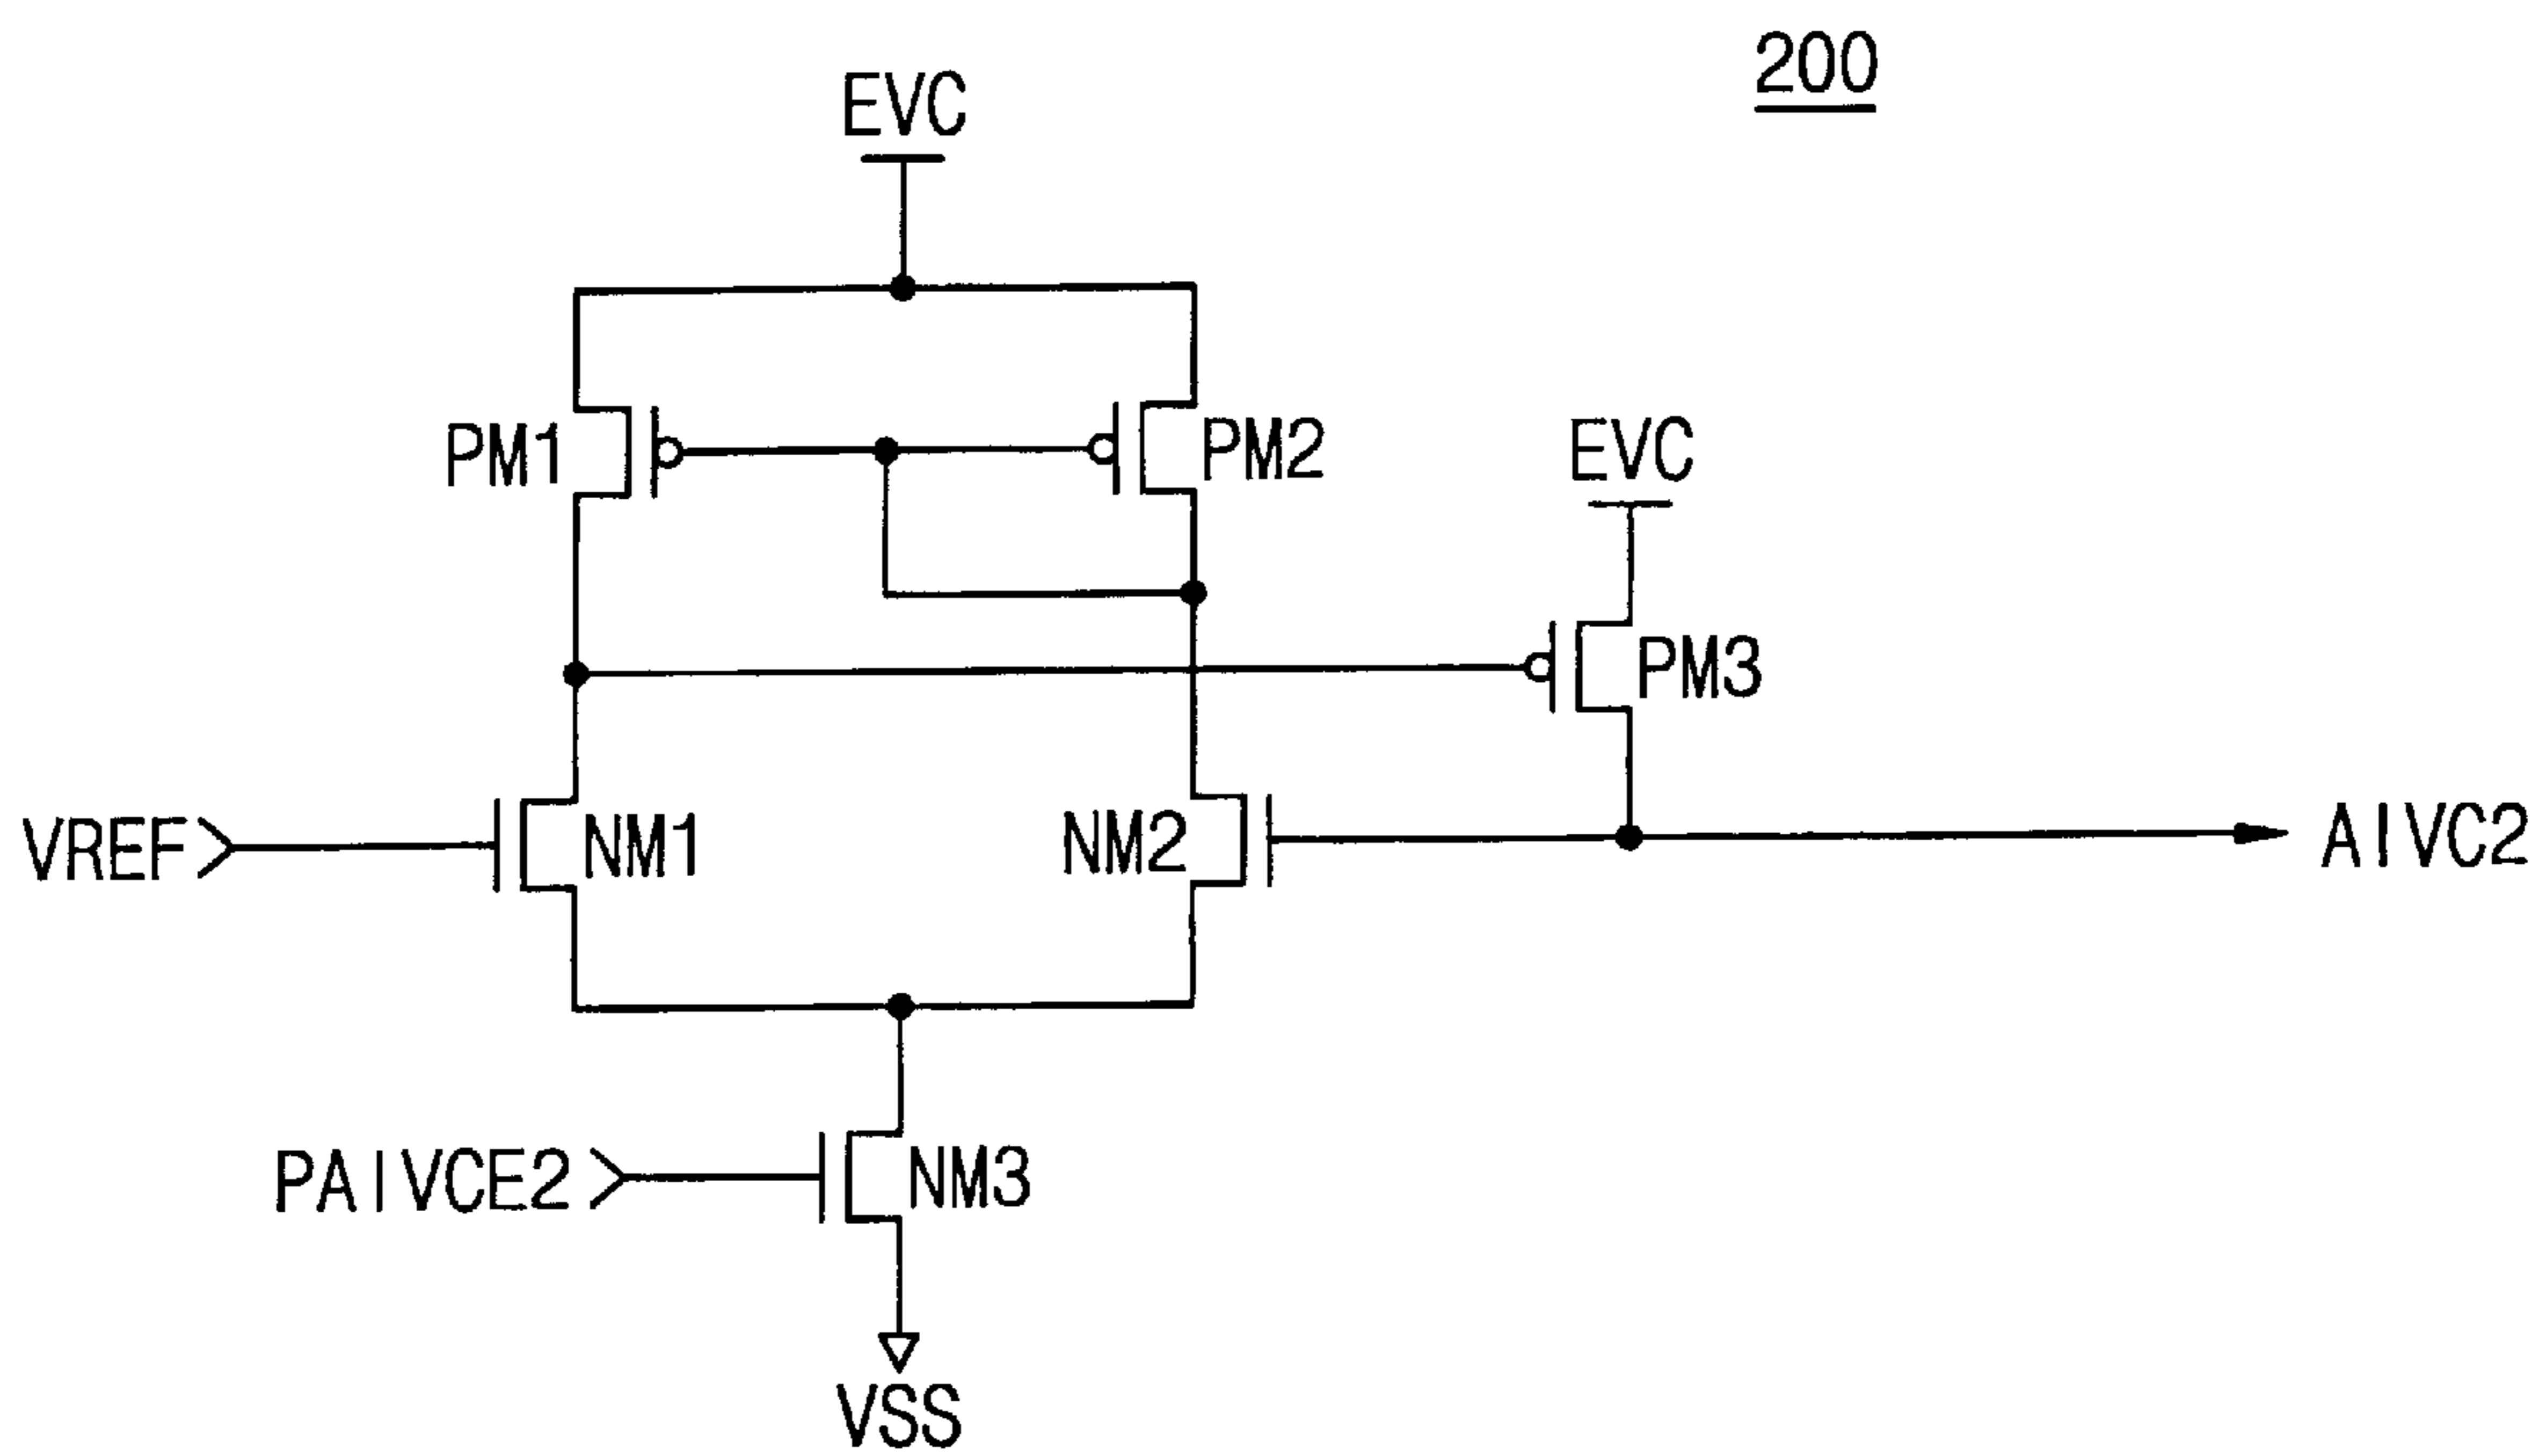 200
EVC
PM1
PM2
EVC
PM3
VREF
NM1
NM2
AIVC2
PAIVCE2
NM3
VSS